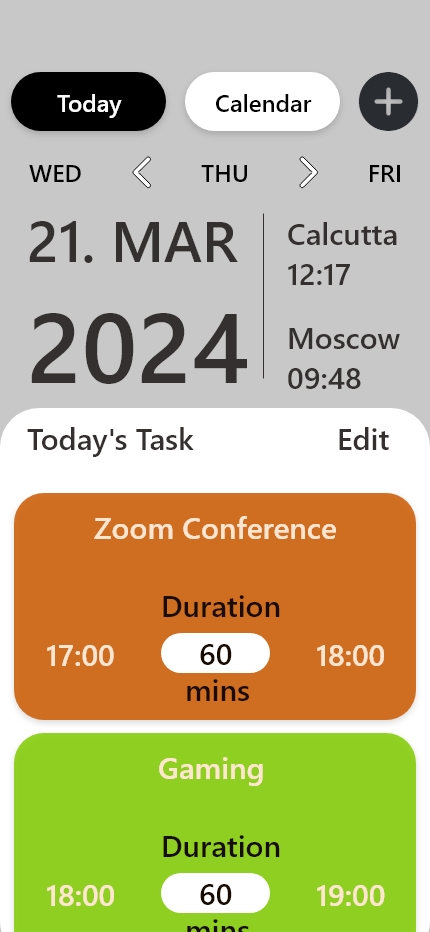 Today Calendar
WED THU FRI
21. MAR
2024
Calcutta
12:17
Moscow
09:48
Today's Task Edit
Zoom Conference
Duration
17:00 60 18:00
mins
Gaming
Duration
18:00 60 19:00
mins